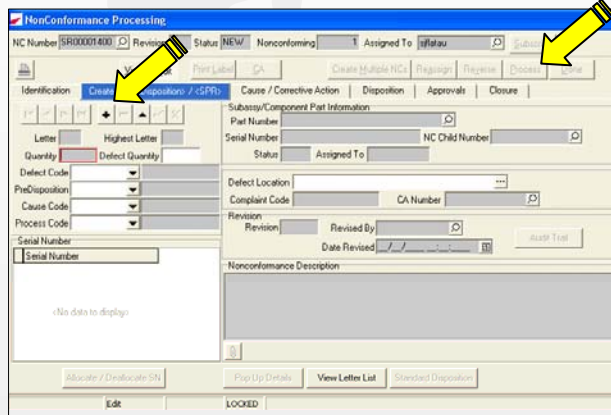 NonConformance Processing
NC Number SR00001400 Revision Status NEW Nonconforming 1 Assigned To sflatau
Print Label CA Create Multiple NCs Reassign Reverse Process Done
Identification Create Disposition> / <SPR> Cause / Corrective Action Disposition Approvals Closure
Subassy/Component Part Information
Part Number
Letter Highest Letter Serial Number NC Child Number
Quantity Defect Quantity Status Assigned To
Defect Code
Defect Location
PreDisposition
Complaint Code CA Number
Cause Code
Revision
Process Code Revision Revised By
Audit Trail
Serial Number Date Revised _/_/____ __:__:__
Serial Number
Nonconformance Description
<No data to display>
Allocate / Deallocate SN Pop Up Details View Letter List Standard Disposition
Edit LOCKED